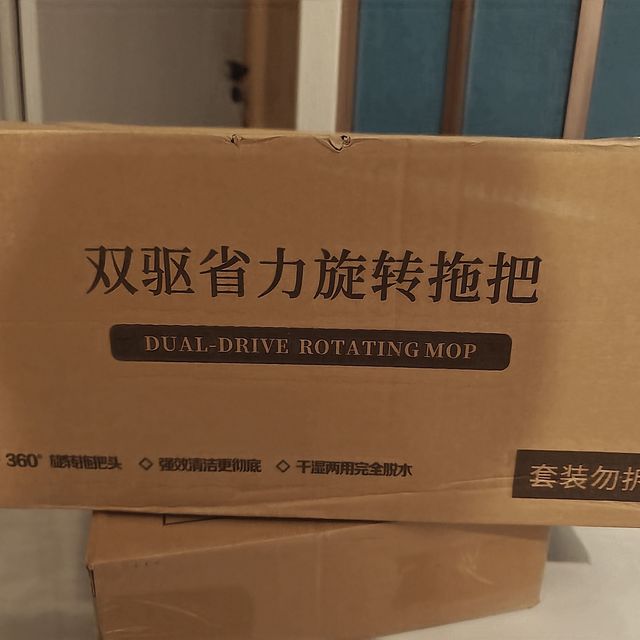 双驱省力旋转拖把
DUAL-DRIVE ROTATING MOP
360° 旋转拖把头 ◇ 强效清洁更彻底 ◇ 干湿两用完全脱水
套装勿拆